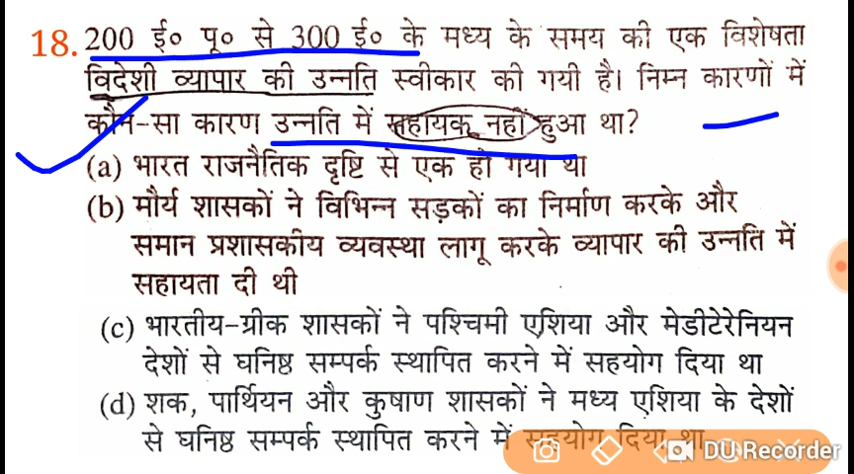 18. 200 ई० पू० से 300 ई० के मध्य के समय की एक विशेषता
विदेशी व्यापार की उन्नति स्वीकार की गयी है। निम्न कारणों में
कौन-सा कारण उन्नति में सहायक नहीं हुआ था?
(a) भारत राजनैतिक दृष्टि से एक हो गया था
(b) मौर्य शासकों ने विभिन्न सड़कों का निर्माण करके और
समान प्रशासकीय व्यवस्था लागू करके व्यापार की उन्नति में
सहायता दी थी
(c) भारतीय-ग्रीक शासकों ने पश्चिमी एशिया और मेडीटेरेनियन
देशों से घनिष्ठ सम्पर्क स्थापित करने में सहयोग दिया था
(d) शक, पार्थियन और कुषाण शासकों ने मध्य एशिया के देशों
से घनिष्ठ सम्पर्क स्थापित करने में सहयोग दिया था
DU Recorder